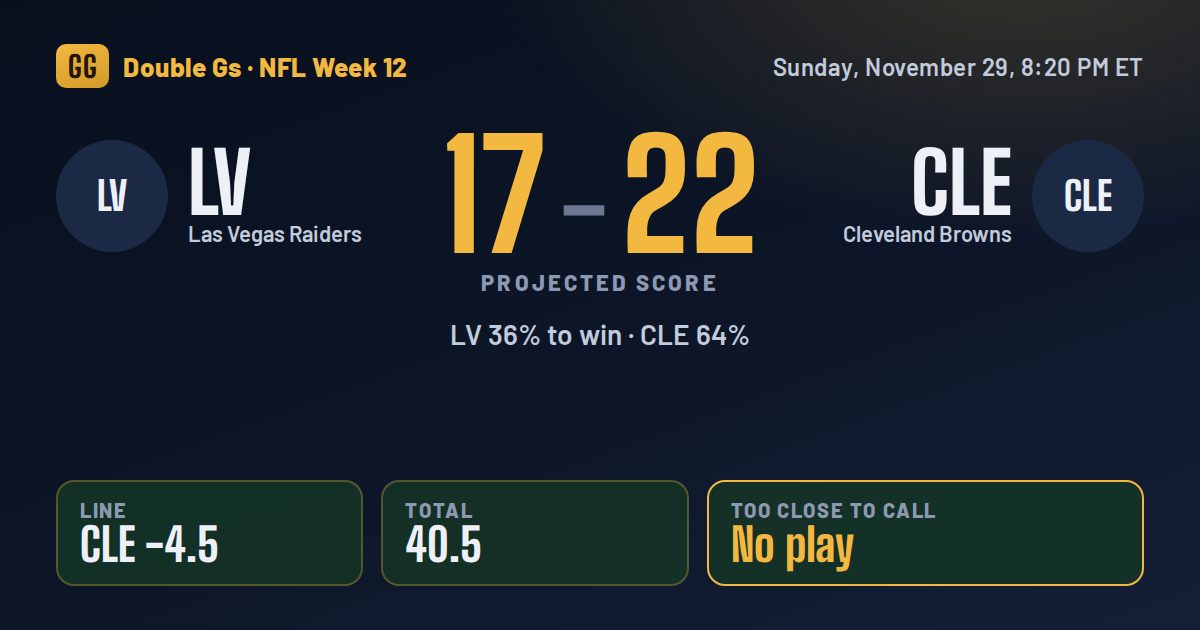 GG Double Gs · NFL Week 12
Sunday, November 29, 8:20 PM ET
LV
LV
Las Vegas Raiders
17 – 22
PROJECTED SCORE
LV 36% to win · CLE 64%
CLE
Cleveland Browns
CLE
LINE
CLE −4.5
TOTAL
40.5
TOO CLOSE TO CALL
No play